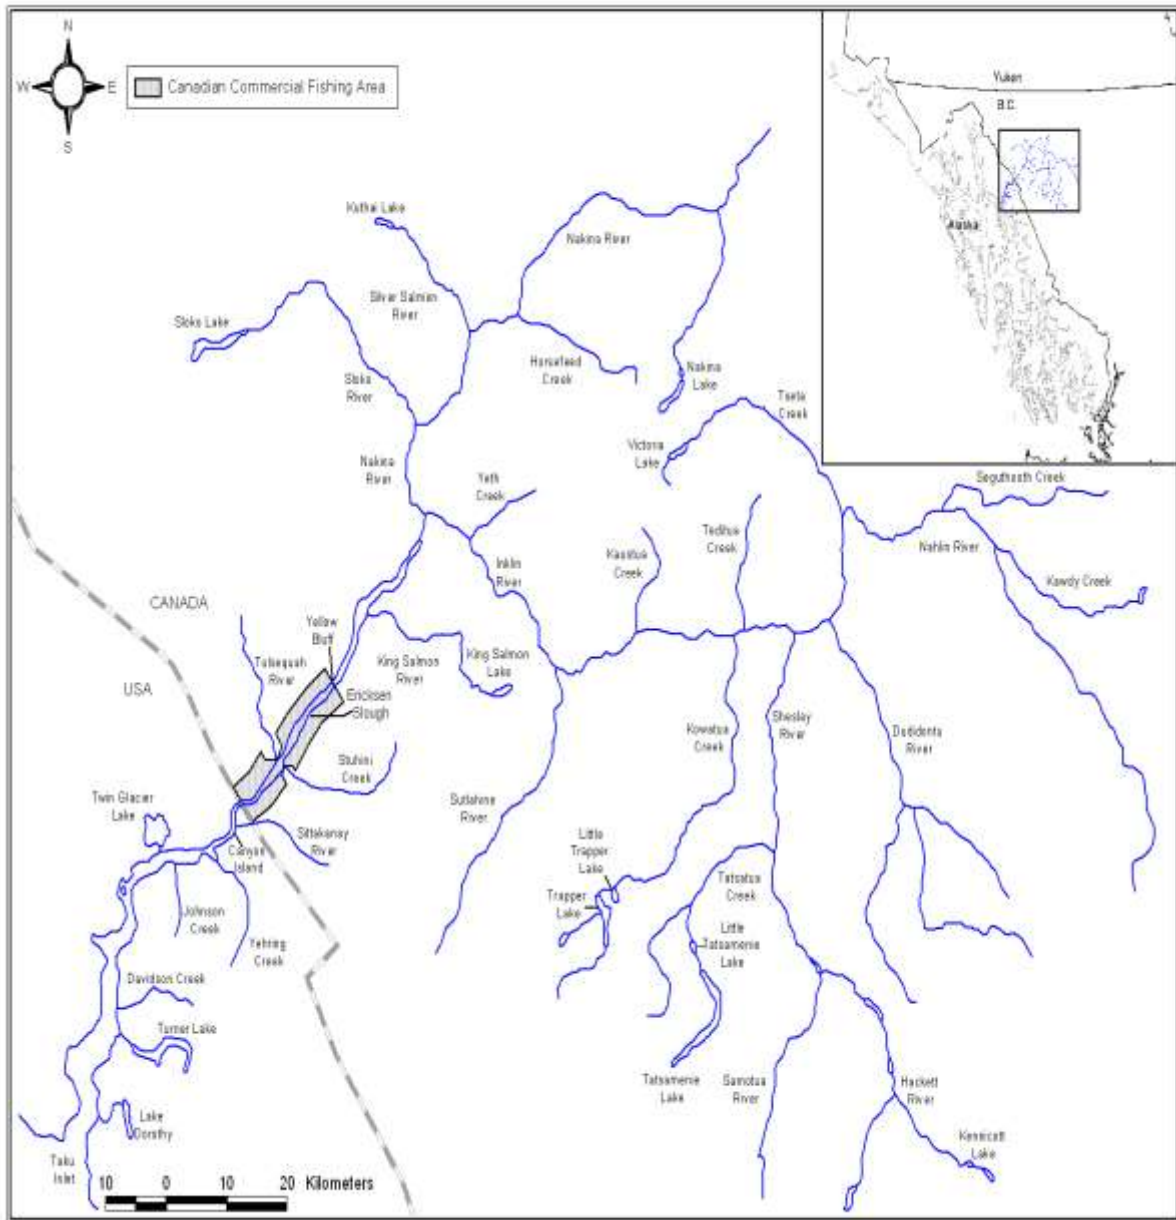 N
W
E
S
Canadian Commercial Fishing Area
Yukon
B.C.
Alaska
Kuthai Lake
Nakina River
Silver Salmon
River
Sloko Lake
Horsefeed
Creek
Sloko
River
Nakina
Lake
Tseta
Creek
Victoria
Lake
Nakina
River
Yeth
Creek
Seguthooth Creek
Teditua
Creek
Kaositua
Creek
Inklin
River
Nahlin River
Kawdy Creek
CANADA
Yellow
Bluff
Tulsequah
River
King Salmon
River
King Salmon
Lake
USA
Ericksen
Slough
Kowatua
Creek
Sheslay
River
Dudidontu
River
Stuhini
Creek
Twin Glacier
Lake
Sutlahine
River
Sittakanay
River
Canyon
Island
Little
Trapper
Lake
Trapper
Lake
Tatsatua
Creek
Johnson
Creek
Yehring
Creek
Little
Tatsamenie
Lake
Davidson Creek
Turner Lake
Tatsamenie
Lake
Samotua
River
Hackett
River
Lake
Dorothy
Kennicott
Lake
Taku
Inlet
10 0 10 20 Kilometers